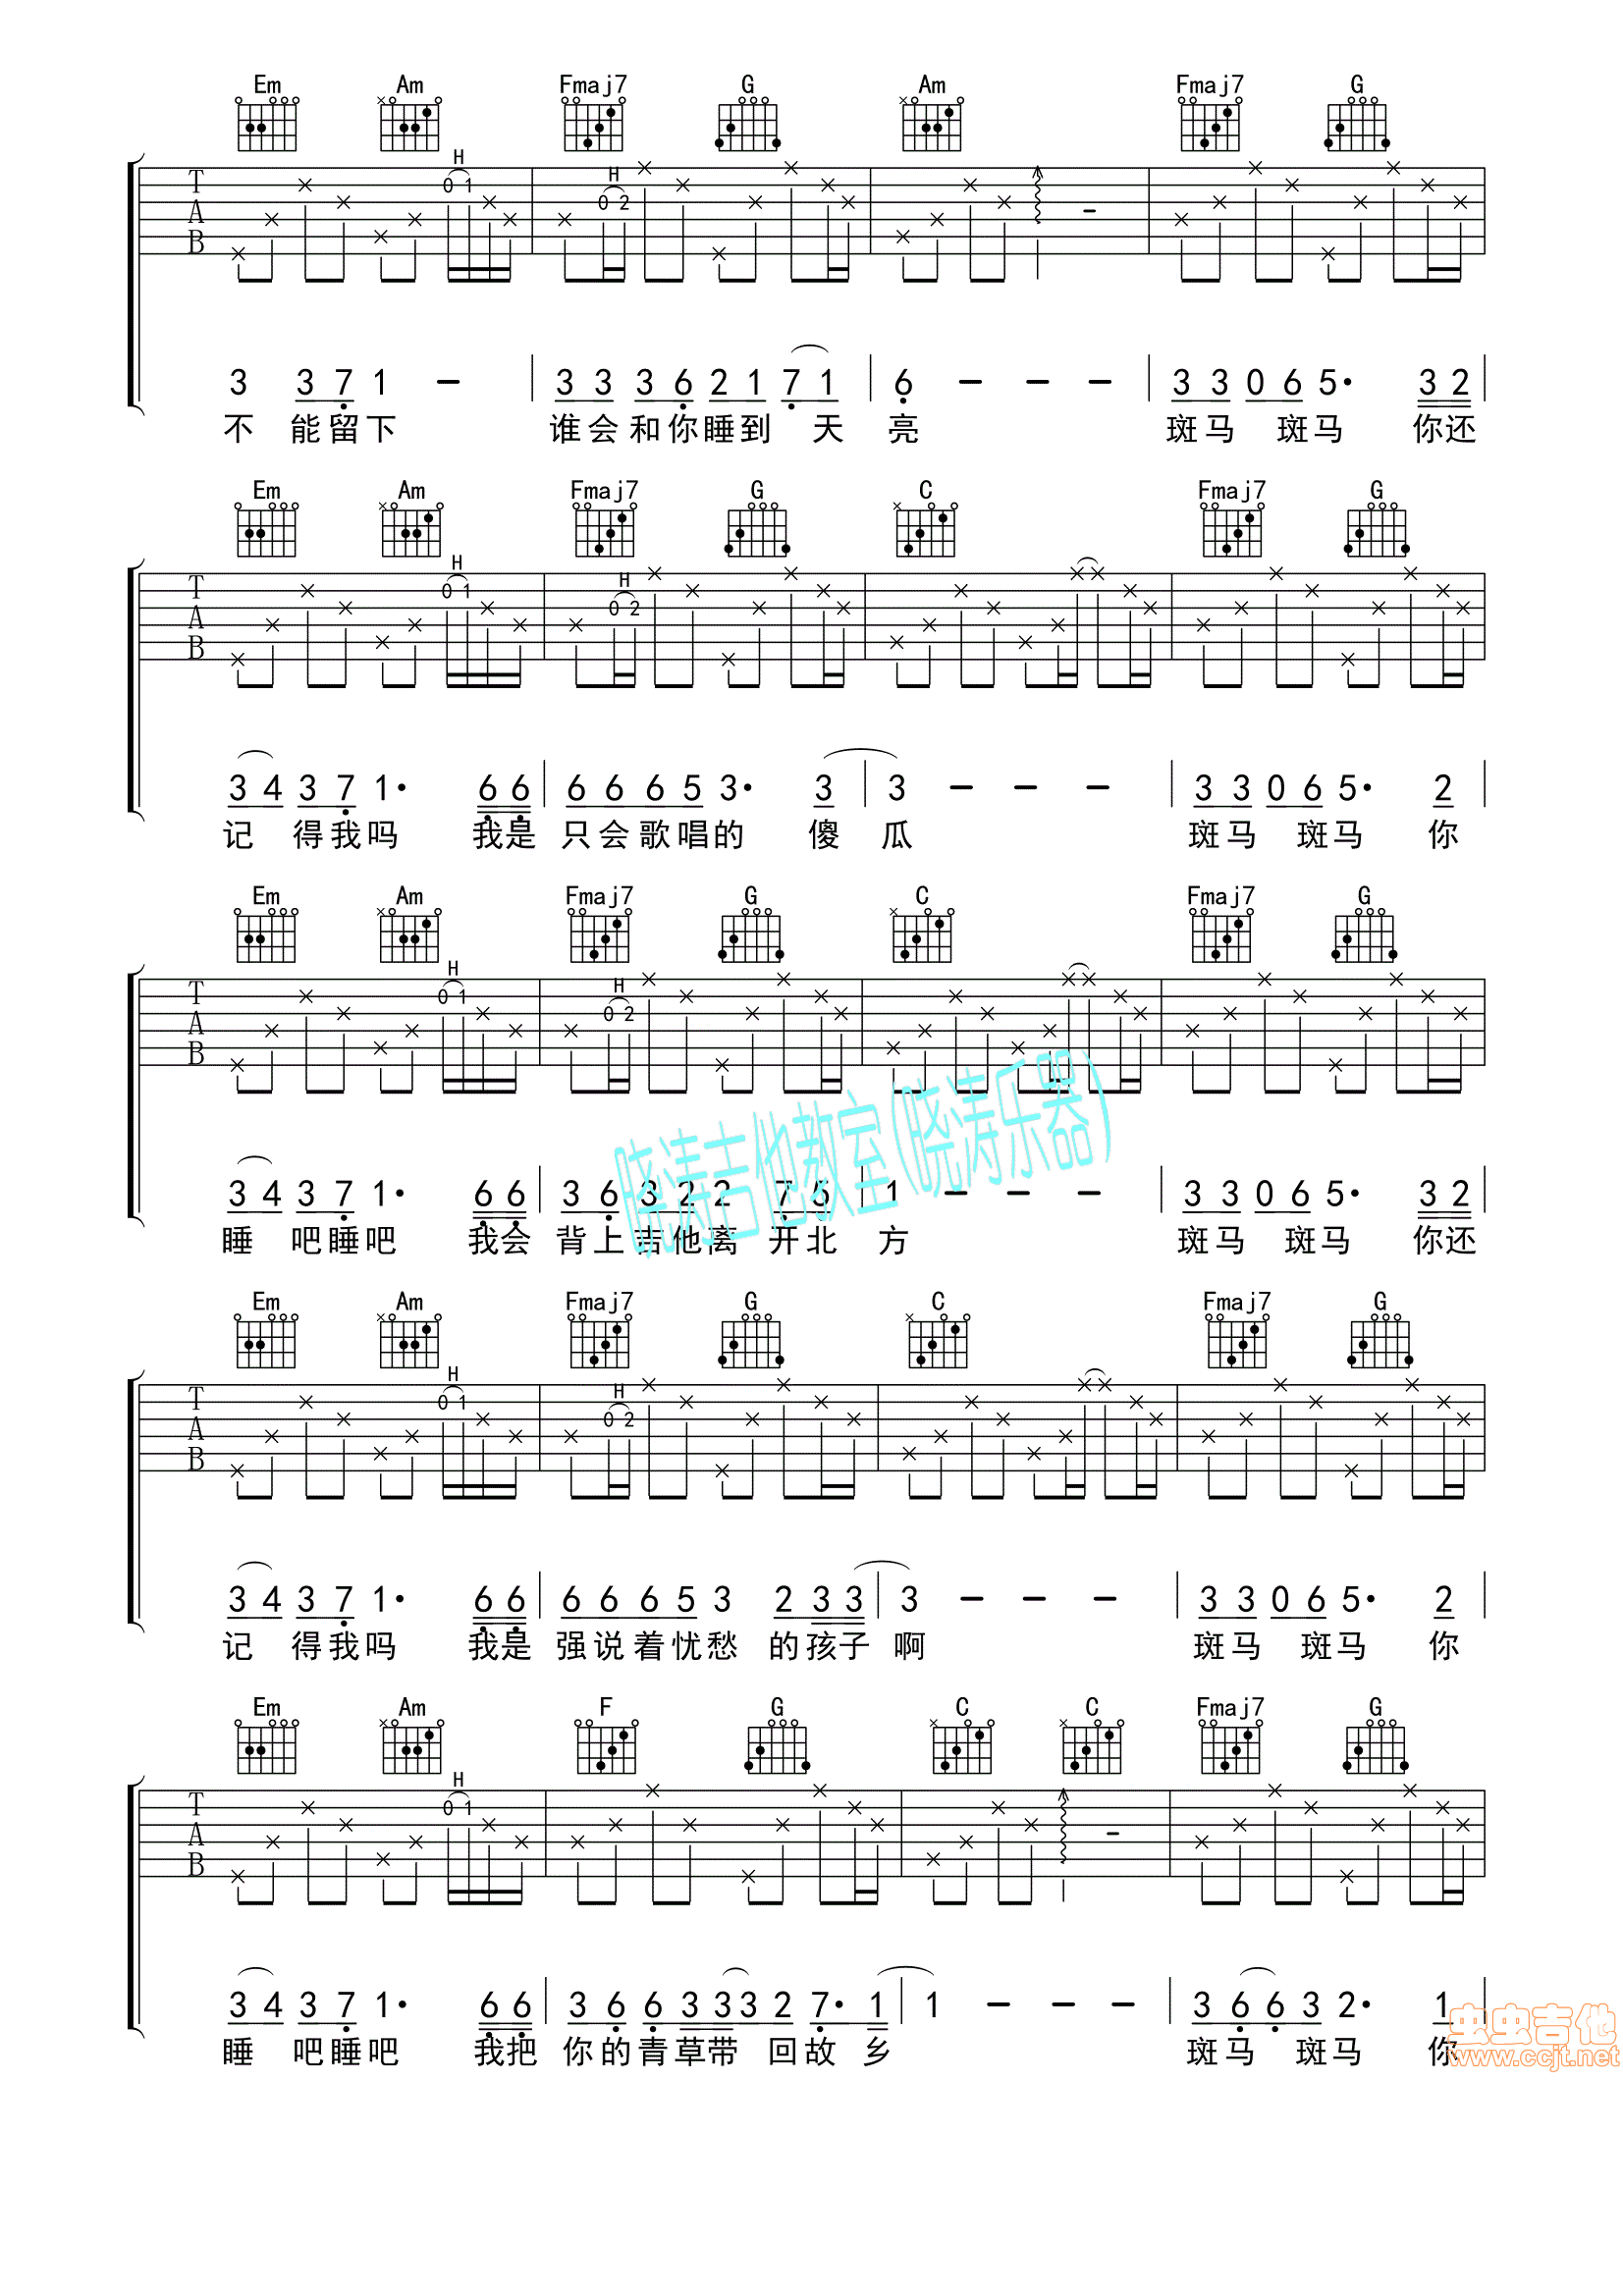 Em Am Fmaj7 G Am Fmaj7 G
H H
T 0 1 0 2
A
B
3 3 7 1 - 3 3 3 6 2 1 7 1 6 - - - 3 3 0 6 5· 3 2
不 能留下 谁会和你睡到 天 亮 斑马 斑马 你还
Em Am Fmaj7 G C Fmaj7 G
H H
T 0 1 0 2
A
B
3 4 3 7 1· 6 6 6 6 6 5 3· 3 3 - - - 3 3 0 6 5· 2
记 得我吗 我是 只会歌唱的 傻 瓜 斑马 斑马 你
Em Am Fmaj7 G C Fmaj7 G
H H
T 0 1 0 2
A
B
晓涛吉他教室(晓涛乐器)
3 4 3 7 1· 6 6 3 6 3 2 2 7 6 1 - - - 3 3 0 6 5· 3 2
睡 吧睡吧 我会 背上吉他离 开北 方 斑马 斑马 你还
Em Am Fmaj7 G C Fmaj7 G
H H
T 0 1 0 2
A
B
3 4 3 7 1· 6 6 6 6 6 5 3 2 3 3 3 - - - 3 3 0 6 5· 2
记 得我吗 我是 强说着忧愁 的孩子 啊 斑马 斑马 你
Em Am F G C C Fmaj7 G
H
T 0 1
A
B
3 4 3 7 1· 6 6 3 6 6 3 3 3 2 7· 1 1 - - - 3 6 6 3 2· 1
睡 吧睡吧 我把 你的青草带 回故 乡 斑马 斑马 你
虫虫吉他
www.ccjt.net